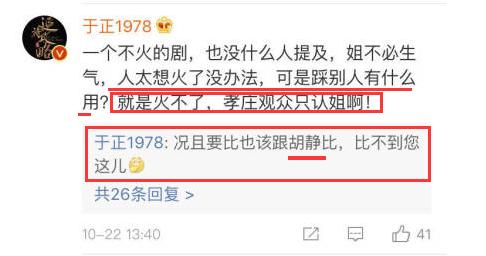 于正1978
一个不火的剧，也没什么人提及，姐不必生
气，人太想火了没办法，可是踩别人有什么
用？就是火不了，孝庄观众只认姐啊！
于正1978：况且要比也该跟胡静比，比不到您
这儿
共26条回复 >
10-22 13:40
41